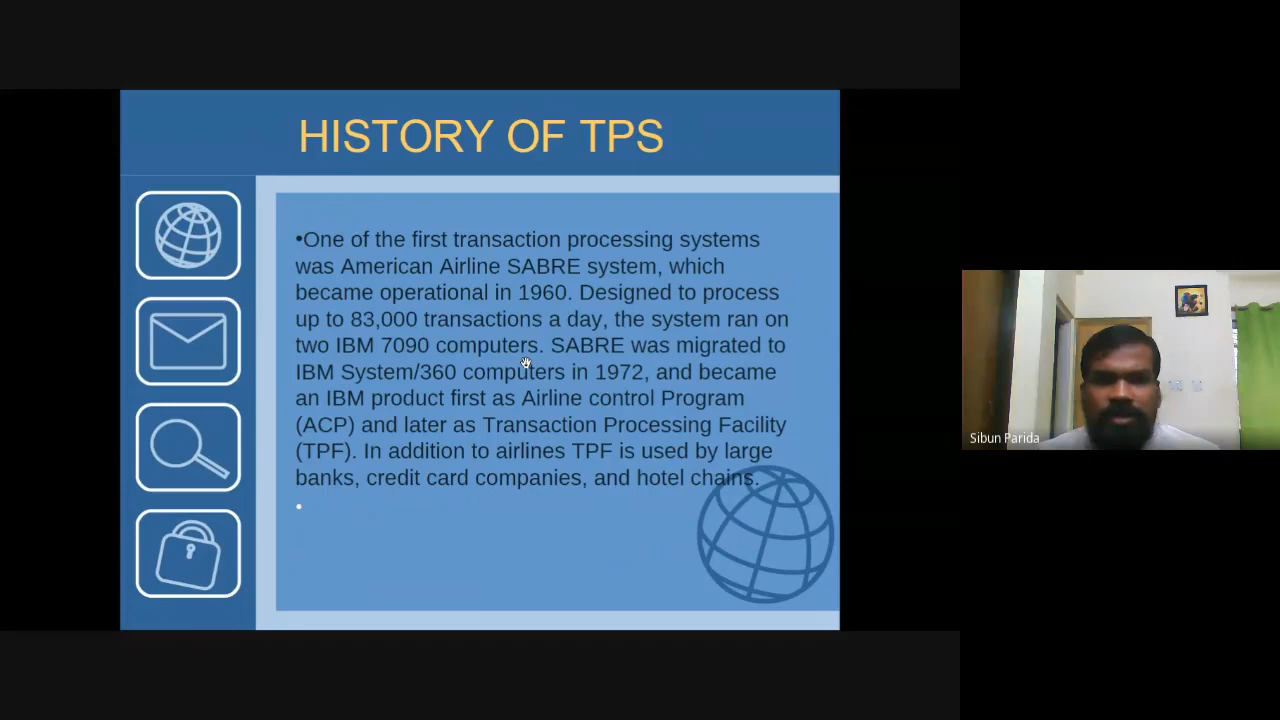 HISTORY OF TPS
•One of the first transaction processing systems
was American Airline SABRE system, which
became operational in 1960. Designed to process
up to 83,000 transactions a day, the system ran on
two IBM 7090 computers. SABRE was migrated to
IBM System/360 computers in 1972, and became
an IBM product first as Airline control Program
(ACP) and later as Transaction Processing Facility
(TPF). In addition to airlines TPF is used by large
banks, credit card companies, and hotel chains.
•
Sibun Parida